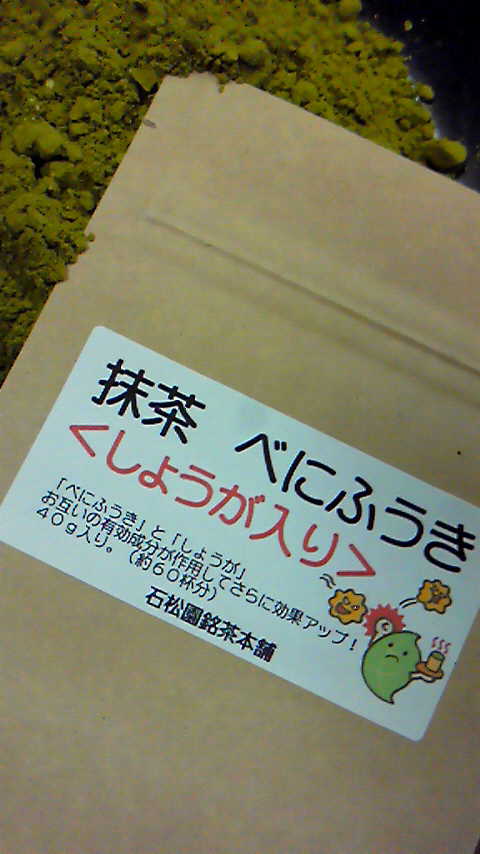 抹茶　べにふうき
＜しょうが入り＞
「べにふうき」と「しょうが」
お互いの有効成分が作用してさらに効果アップ！
４０ｇ入り。（約６０杯分）
石松園銘茶本舗